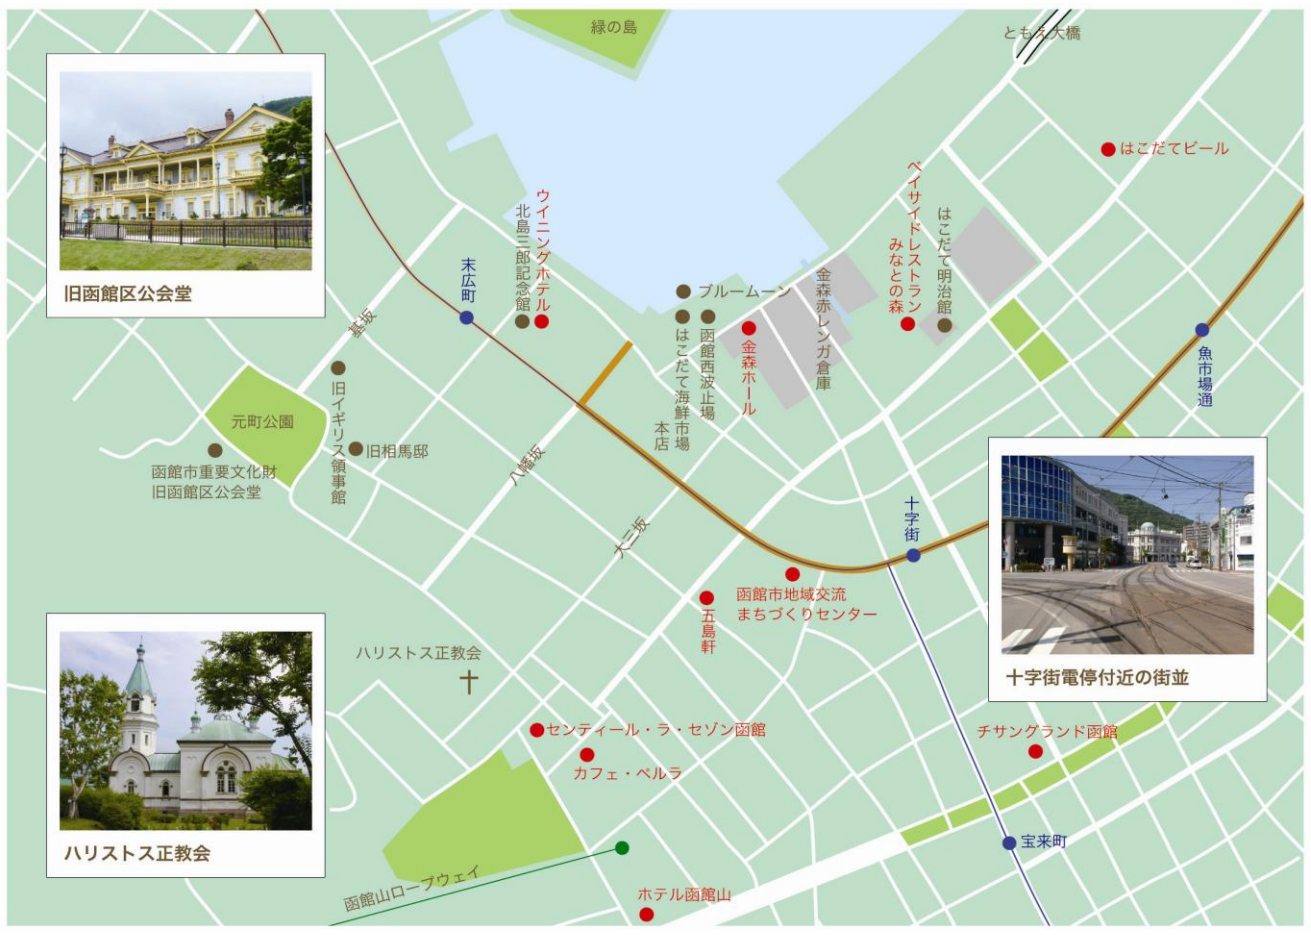 緑の島
ともえ大橋
はこだてビール
旧函館区公会堂
末広町
北島三郎記念館
ウイニングホテル
ベイサイドレストラン
みなとの森
はこだて明治館
ブルームーン
はこだて海鮮市場
本店
函館西波止場
金森ホール
金森赤レンガ倉庫
魚市場通
基坂
元町公園
旧イギリス領事館
旧相馬邸
函館市重要文化財
旧函館区公会堂
八幡坂
大三坂
十字街
函館市地域交流
まちづくりセンター
五島軒
ハリストス正教会
十字街電停付近の街並
センティール・ラ・セゾン函館
カフェ・ペルラ
チサングランド函館
宝来町
ハリストス正教会
函館山ロープウェイ
ホテル函館山